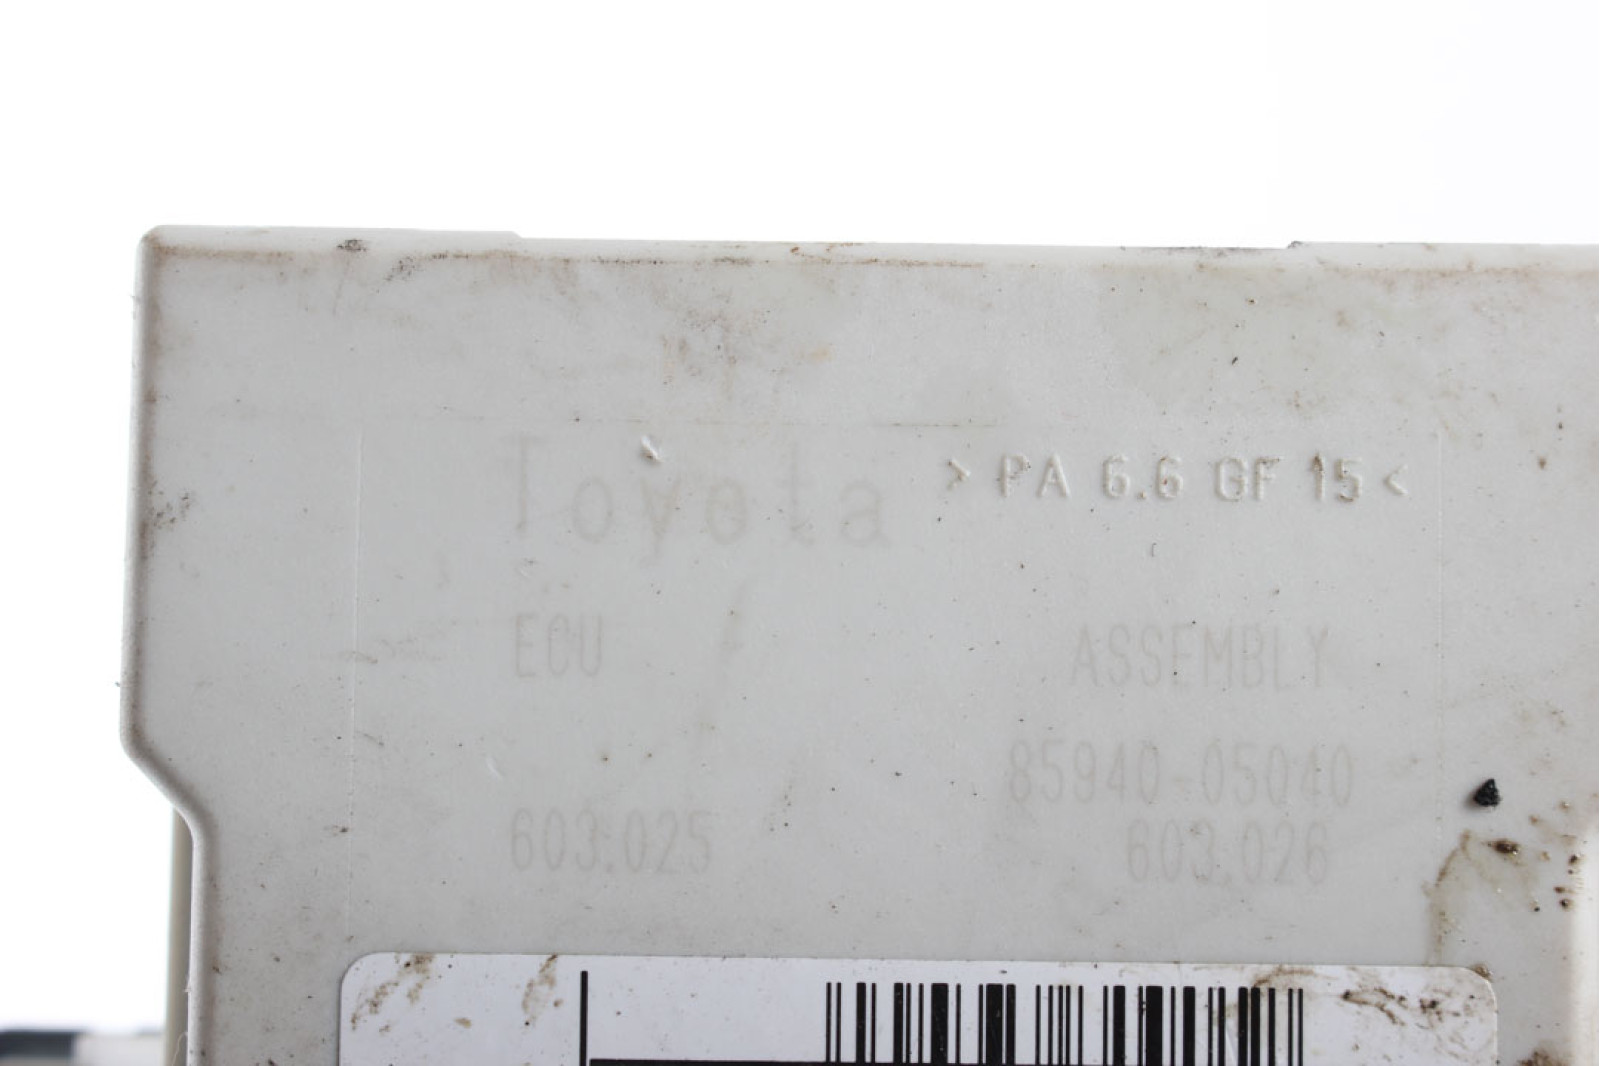 Toyota > PA 6.6 GF 15 <
ECU ASSEMBLY
85940-05040
603.025 603.026